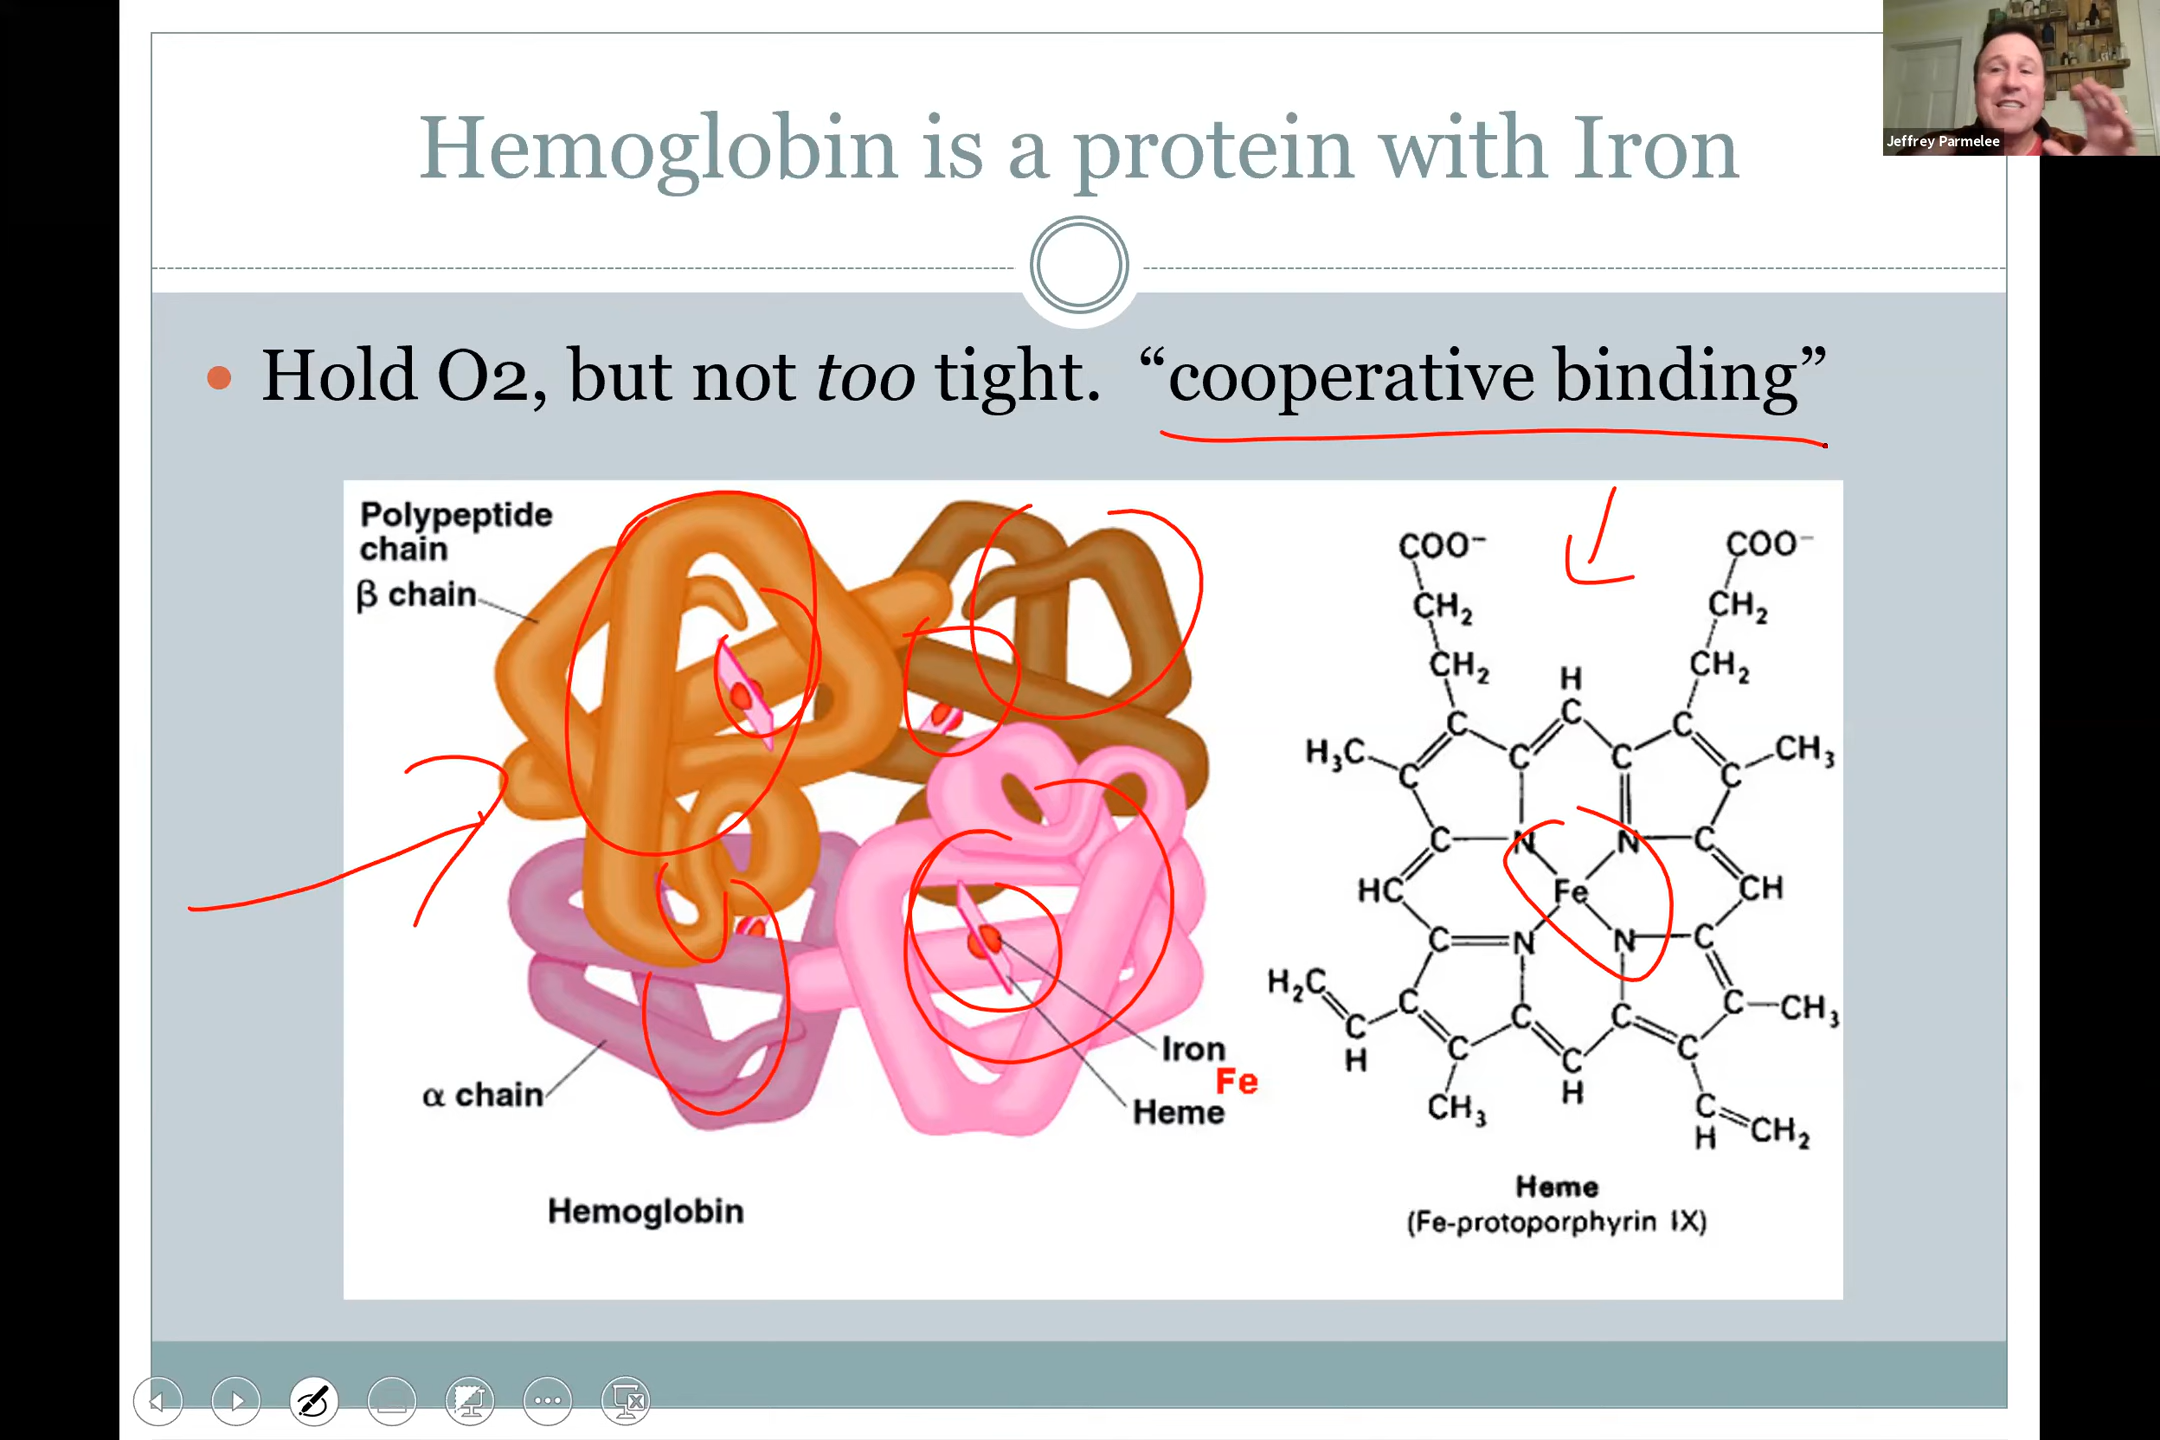 Jeffrey Parmelee
Hemoglobin is a protein with Iron
Hold O2, but not too tight. “cooperative binding”
Polypeptide
chain
β chain
α chain
Iron
Fe
Heme
Hemoglobin
COO⁻ COO⁻
CH₂ CH₂
CH₂ CH₂
H
C C C
H₃C C C C C CH₃
C N N C
HC Fe CH
C N N C
H₂C C C C C CH₃
C C C C
H H
CH₃ C CH₂
H
Heme
(Fe-protoporphyrin IX)